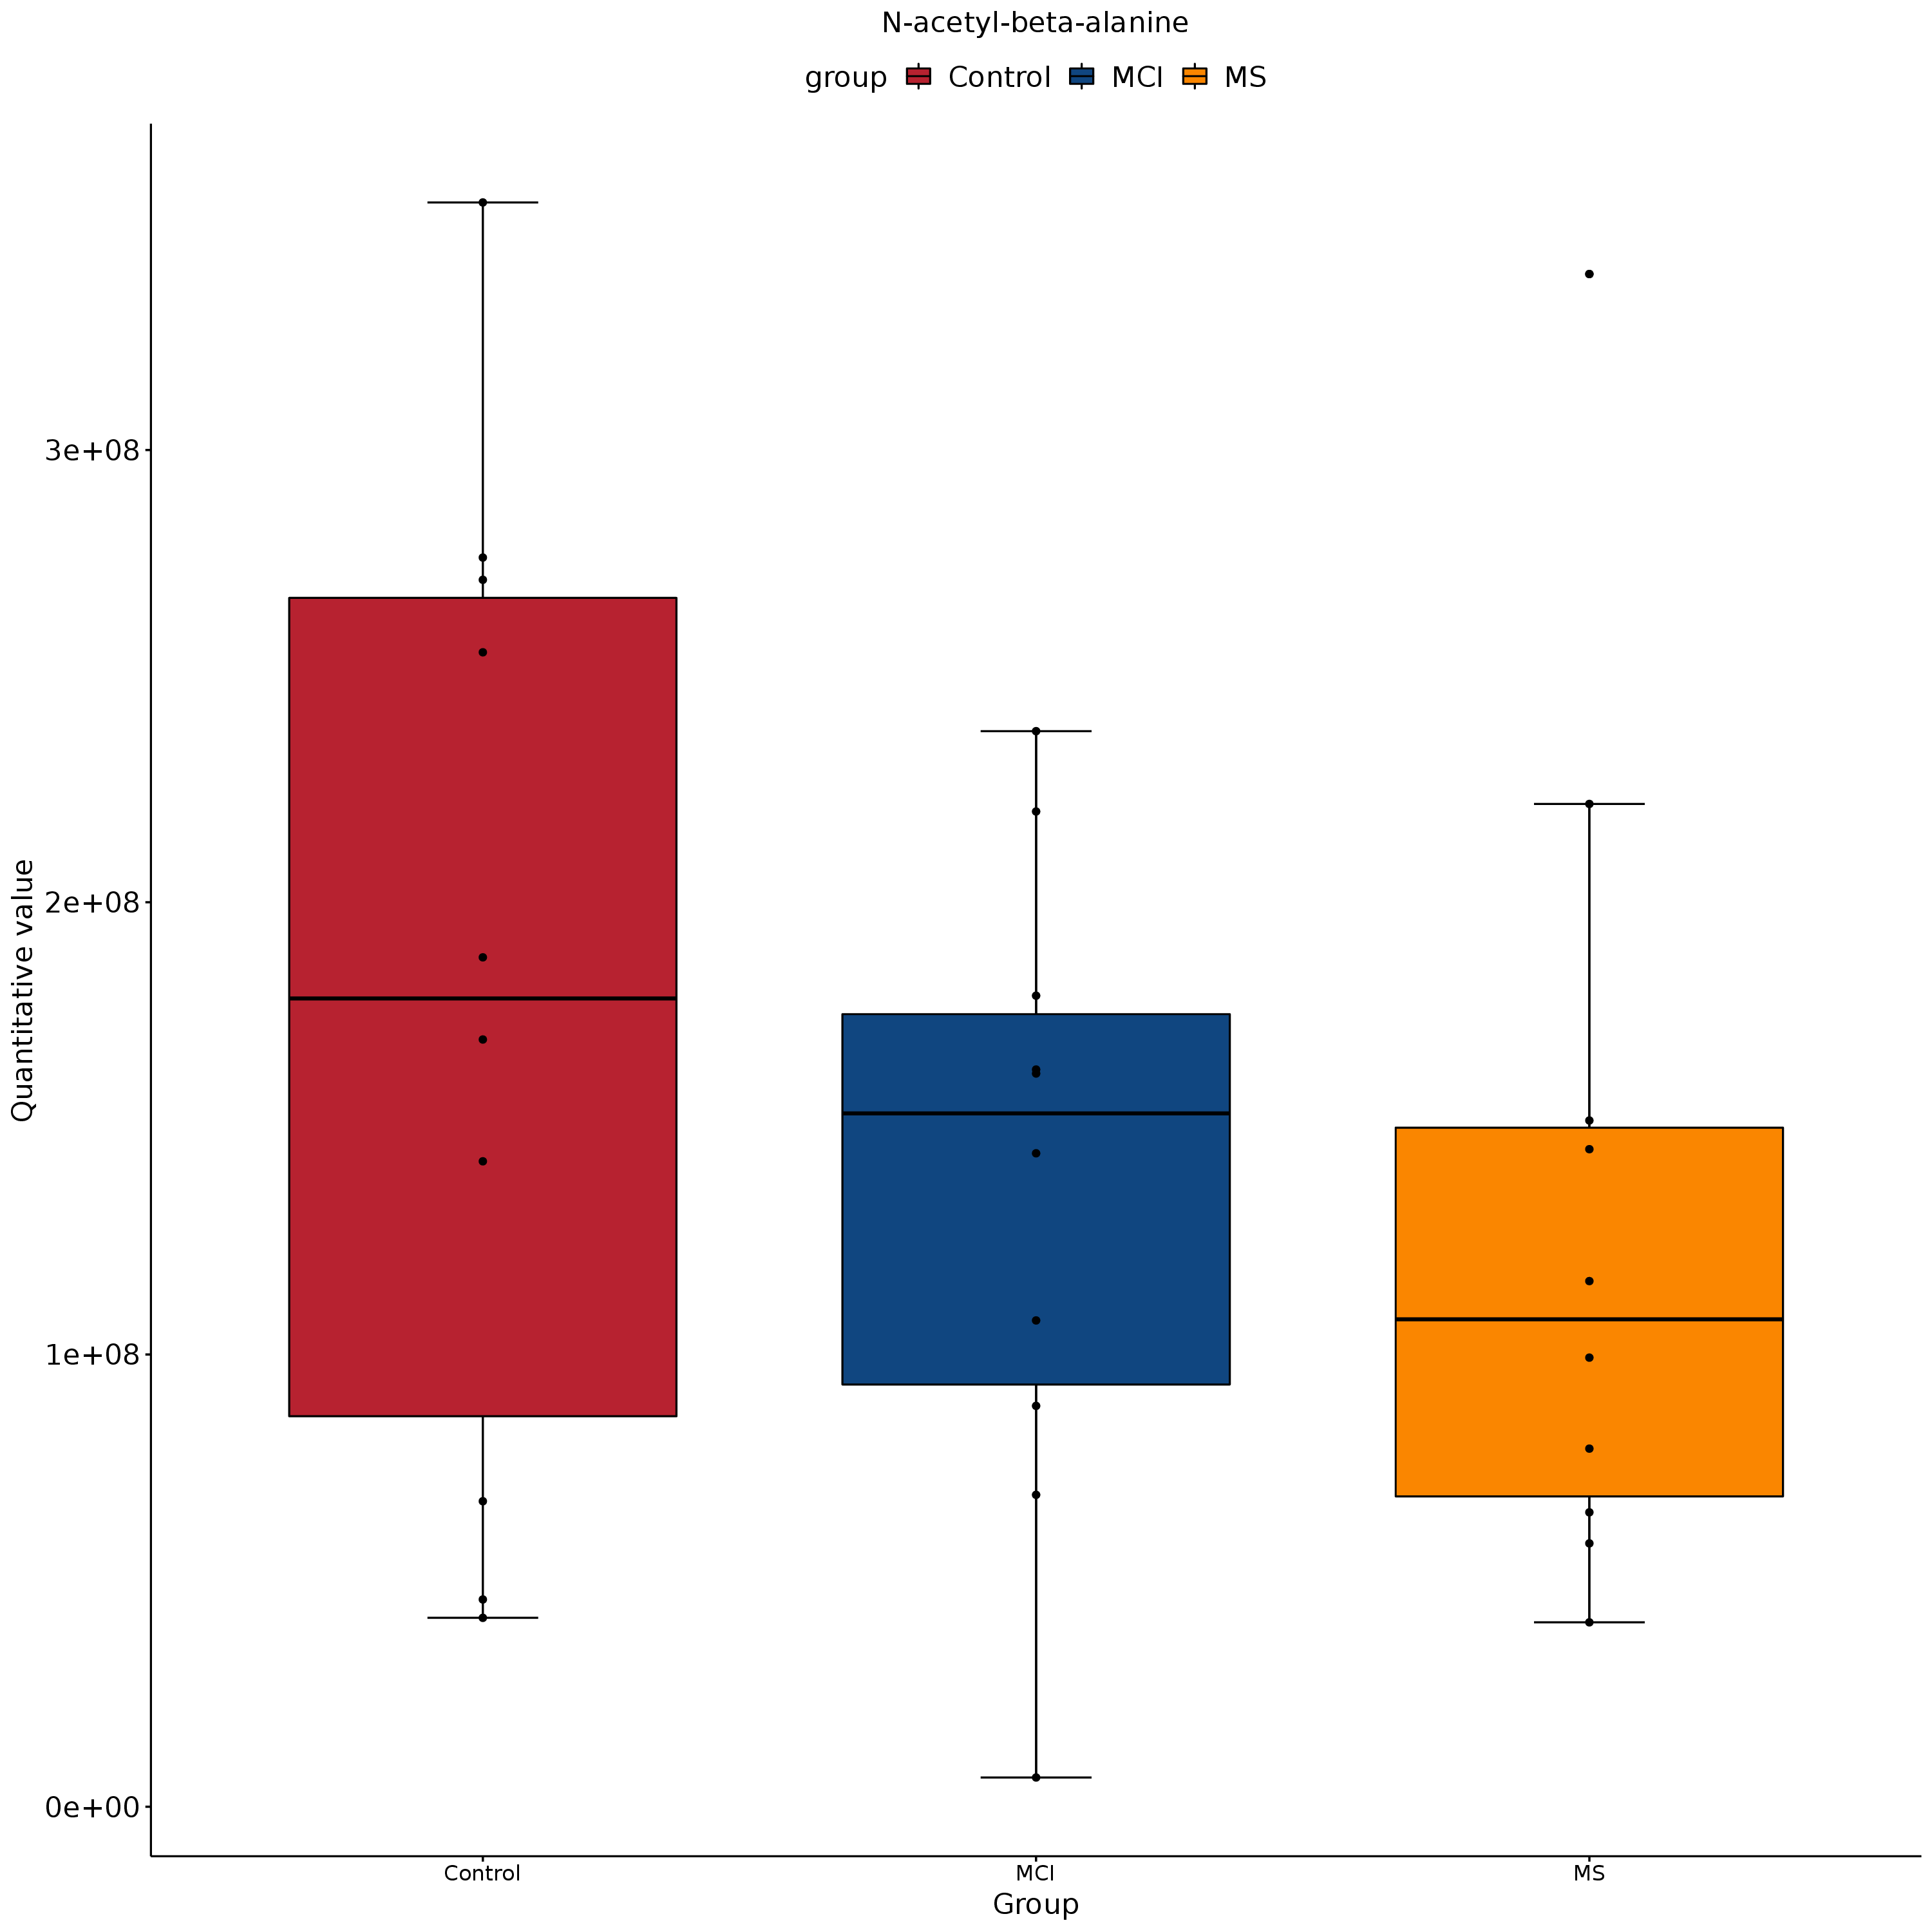 N-acetyl-beta-alanine
group Control MCI MS
Quantitative value
3e+08
2e+08
1e+08
0e+00
Control MCI MS
Group